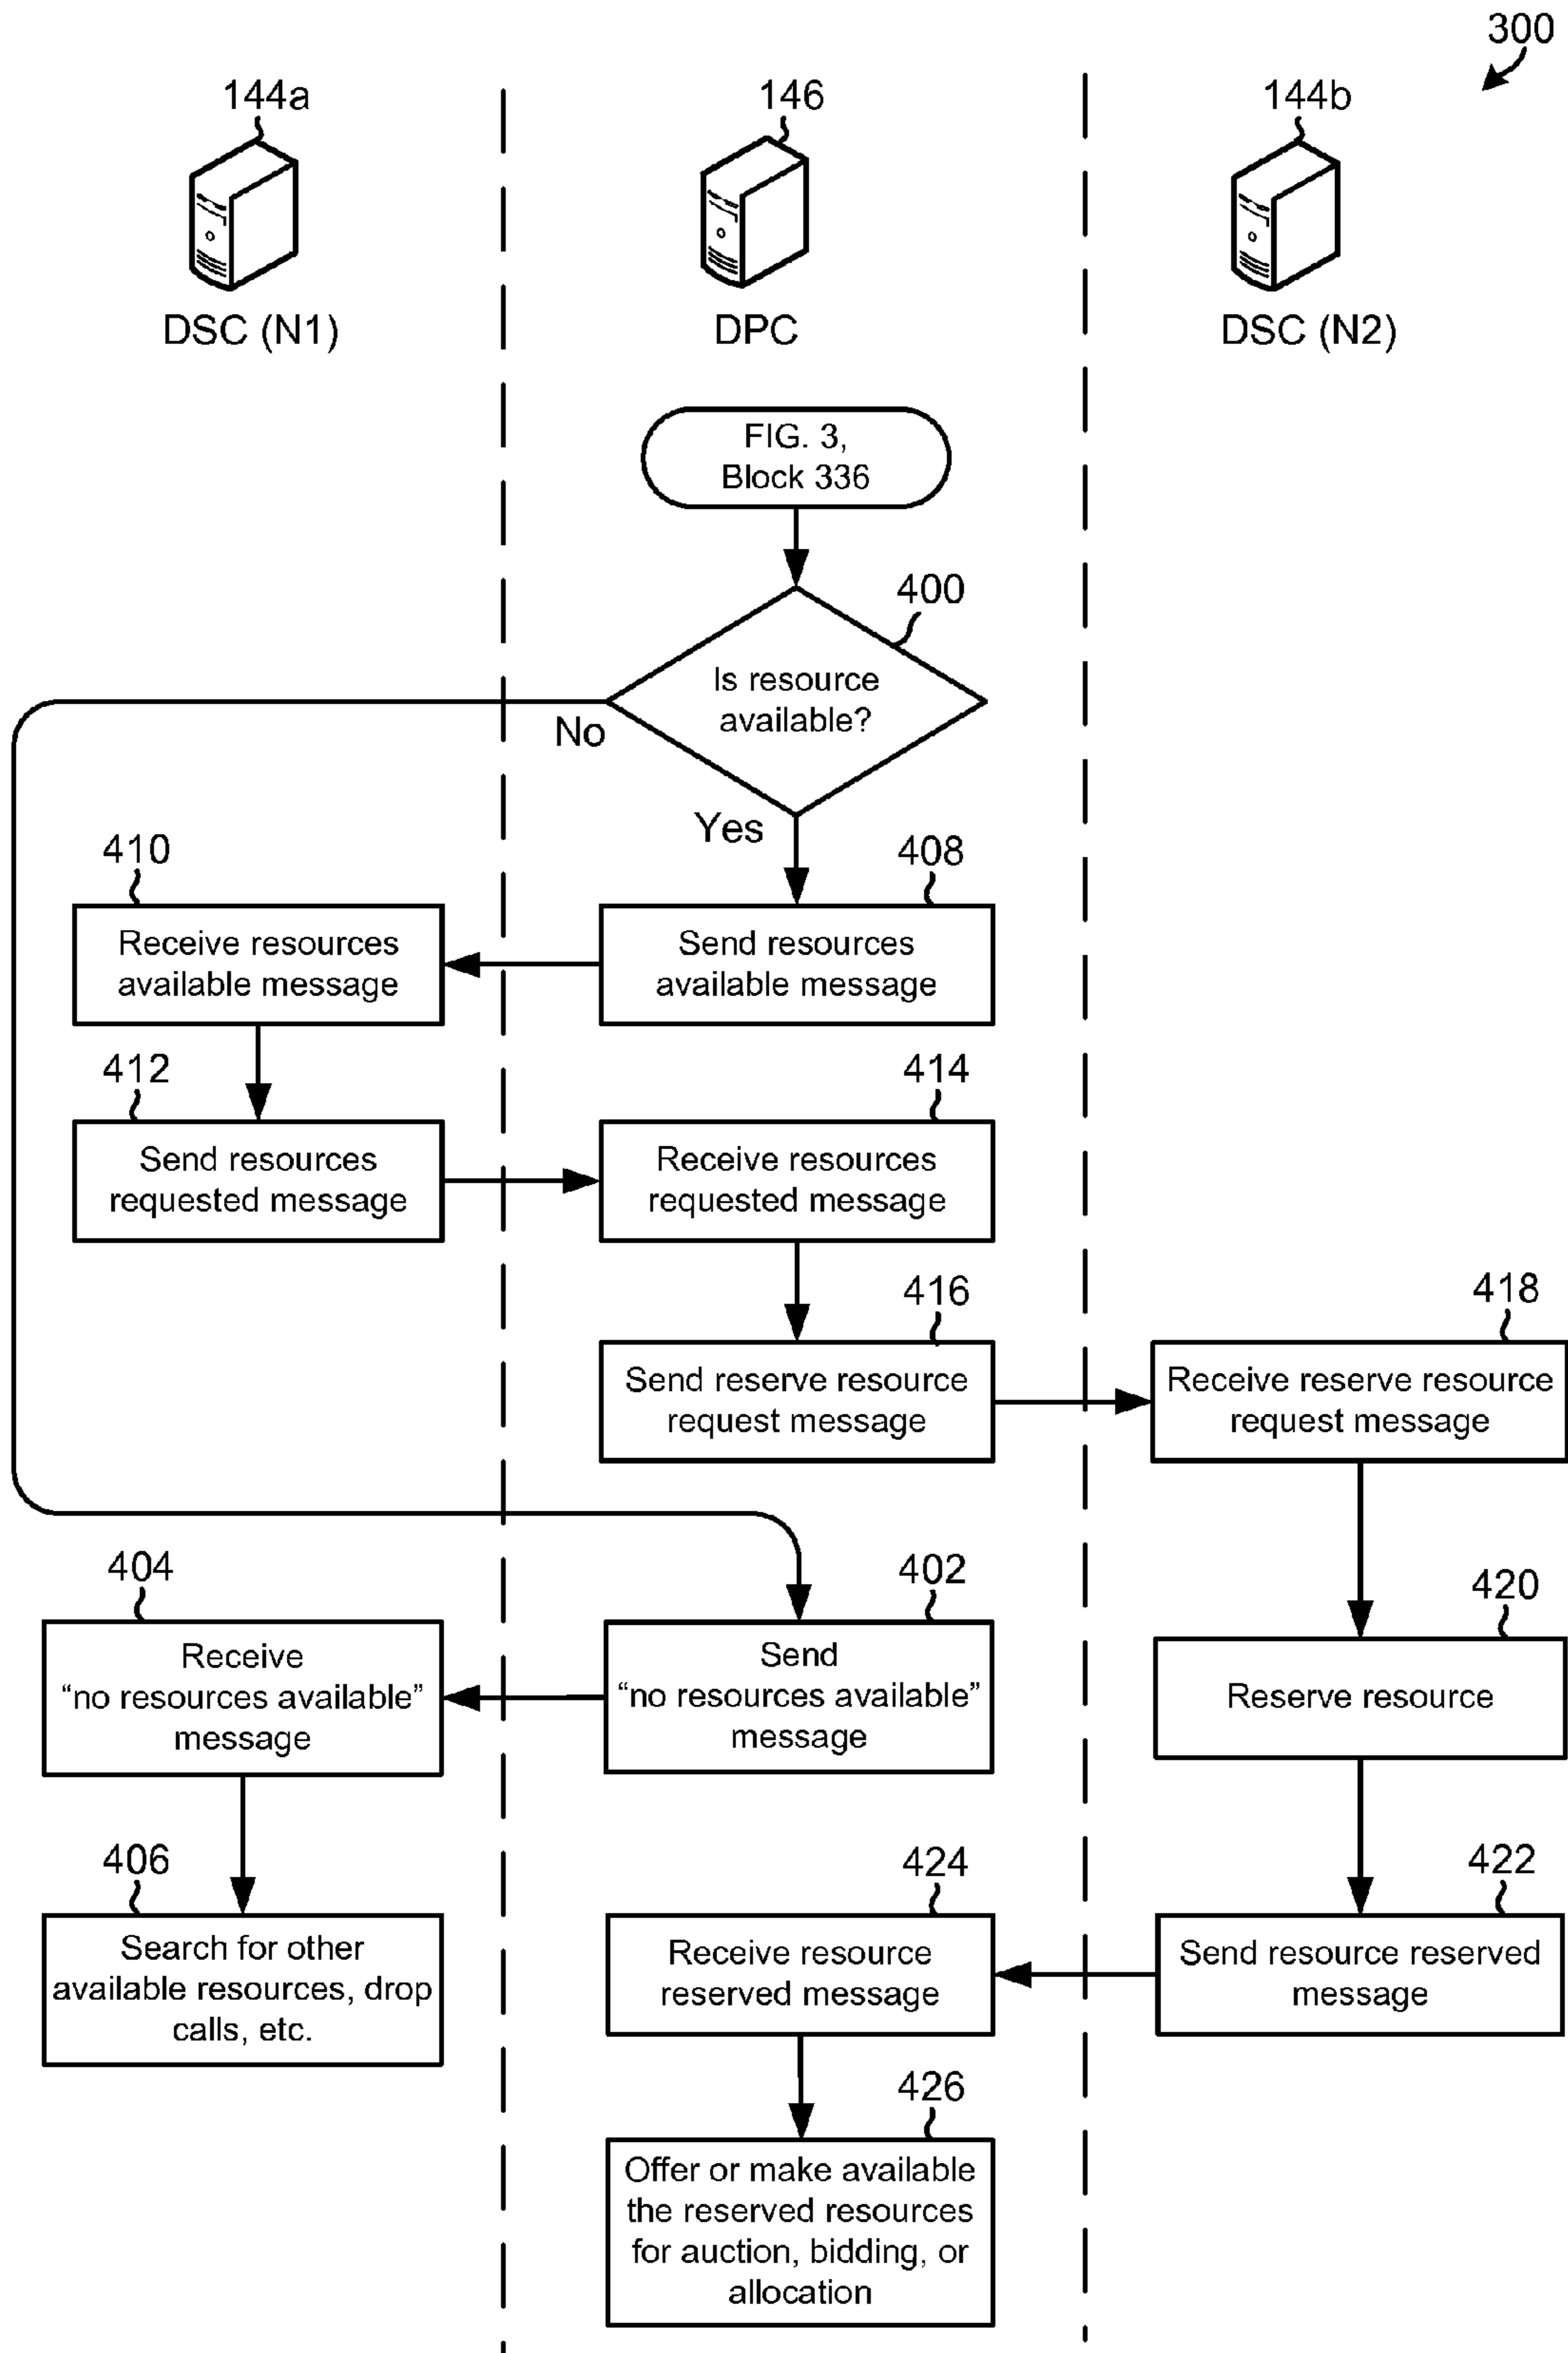 300
144a
146
144b
DSC (N1)
DPC
DSC (N2)
FIG. 3,
Block 336
400
Is resource
available?
No
Yes
410
408
Receive resources
available message
Send resources
available message
412
414
Send resources
requested message
Receive resources
requested message
416
418
Send reserve resource
request message
Receive reserve resource
request message
404
402
420
Receive
“no resources available”
message
Send
“no resources available”
message
Reserve resource
406
424
422
Search for other
available resources, drop
calls, etc.
Receive resource
reserved message
Send resource reserved
message
426
Offer or make available
the reserved resources
for auction, bidding, or
allocation